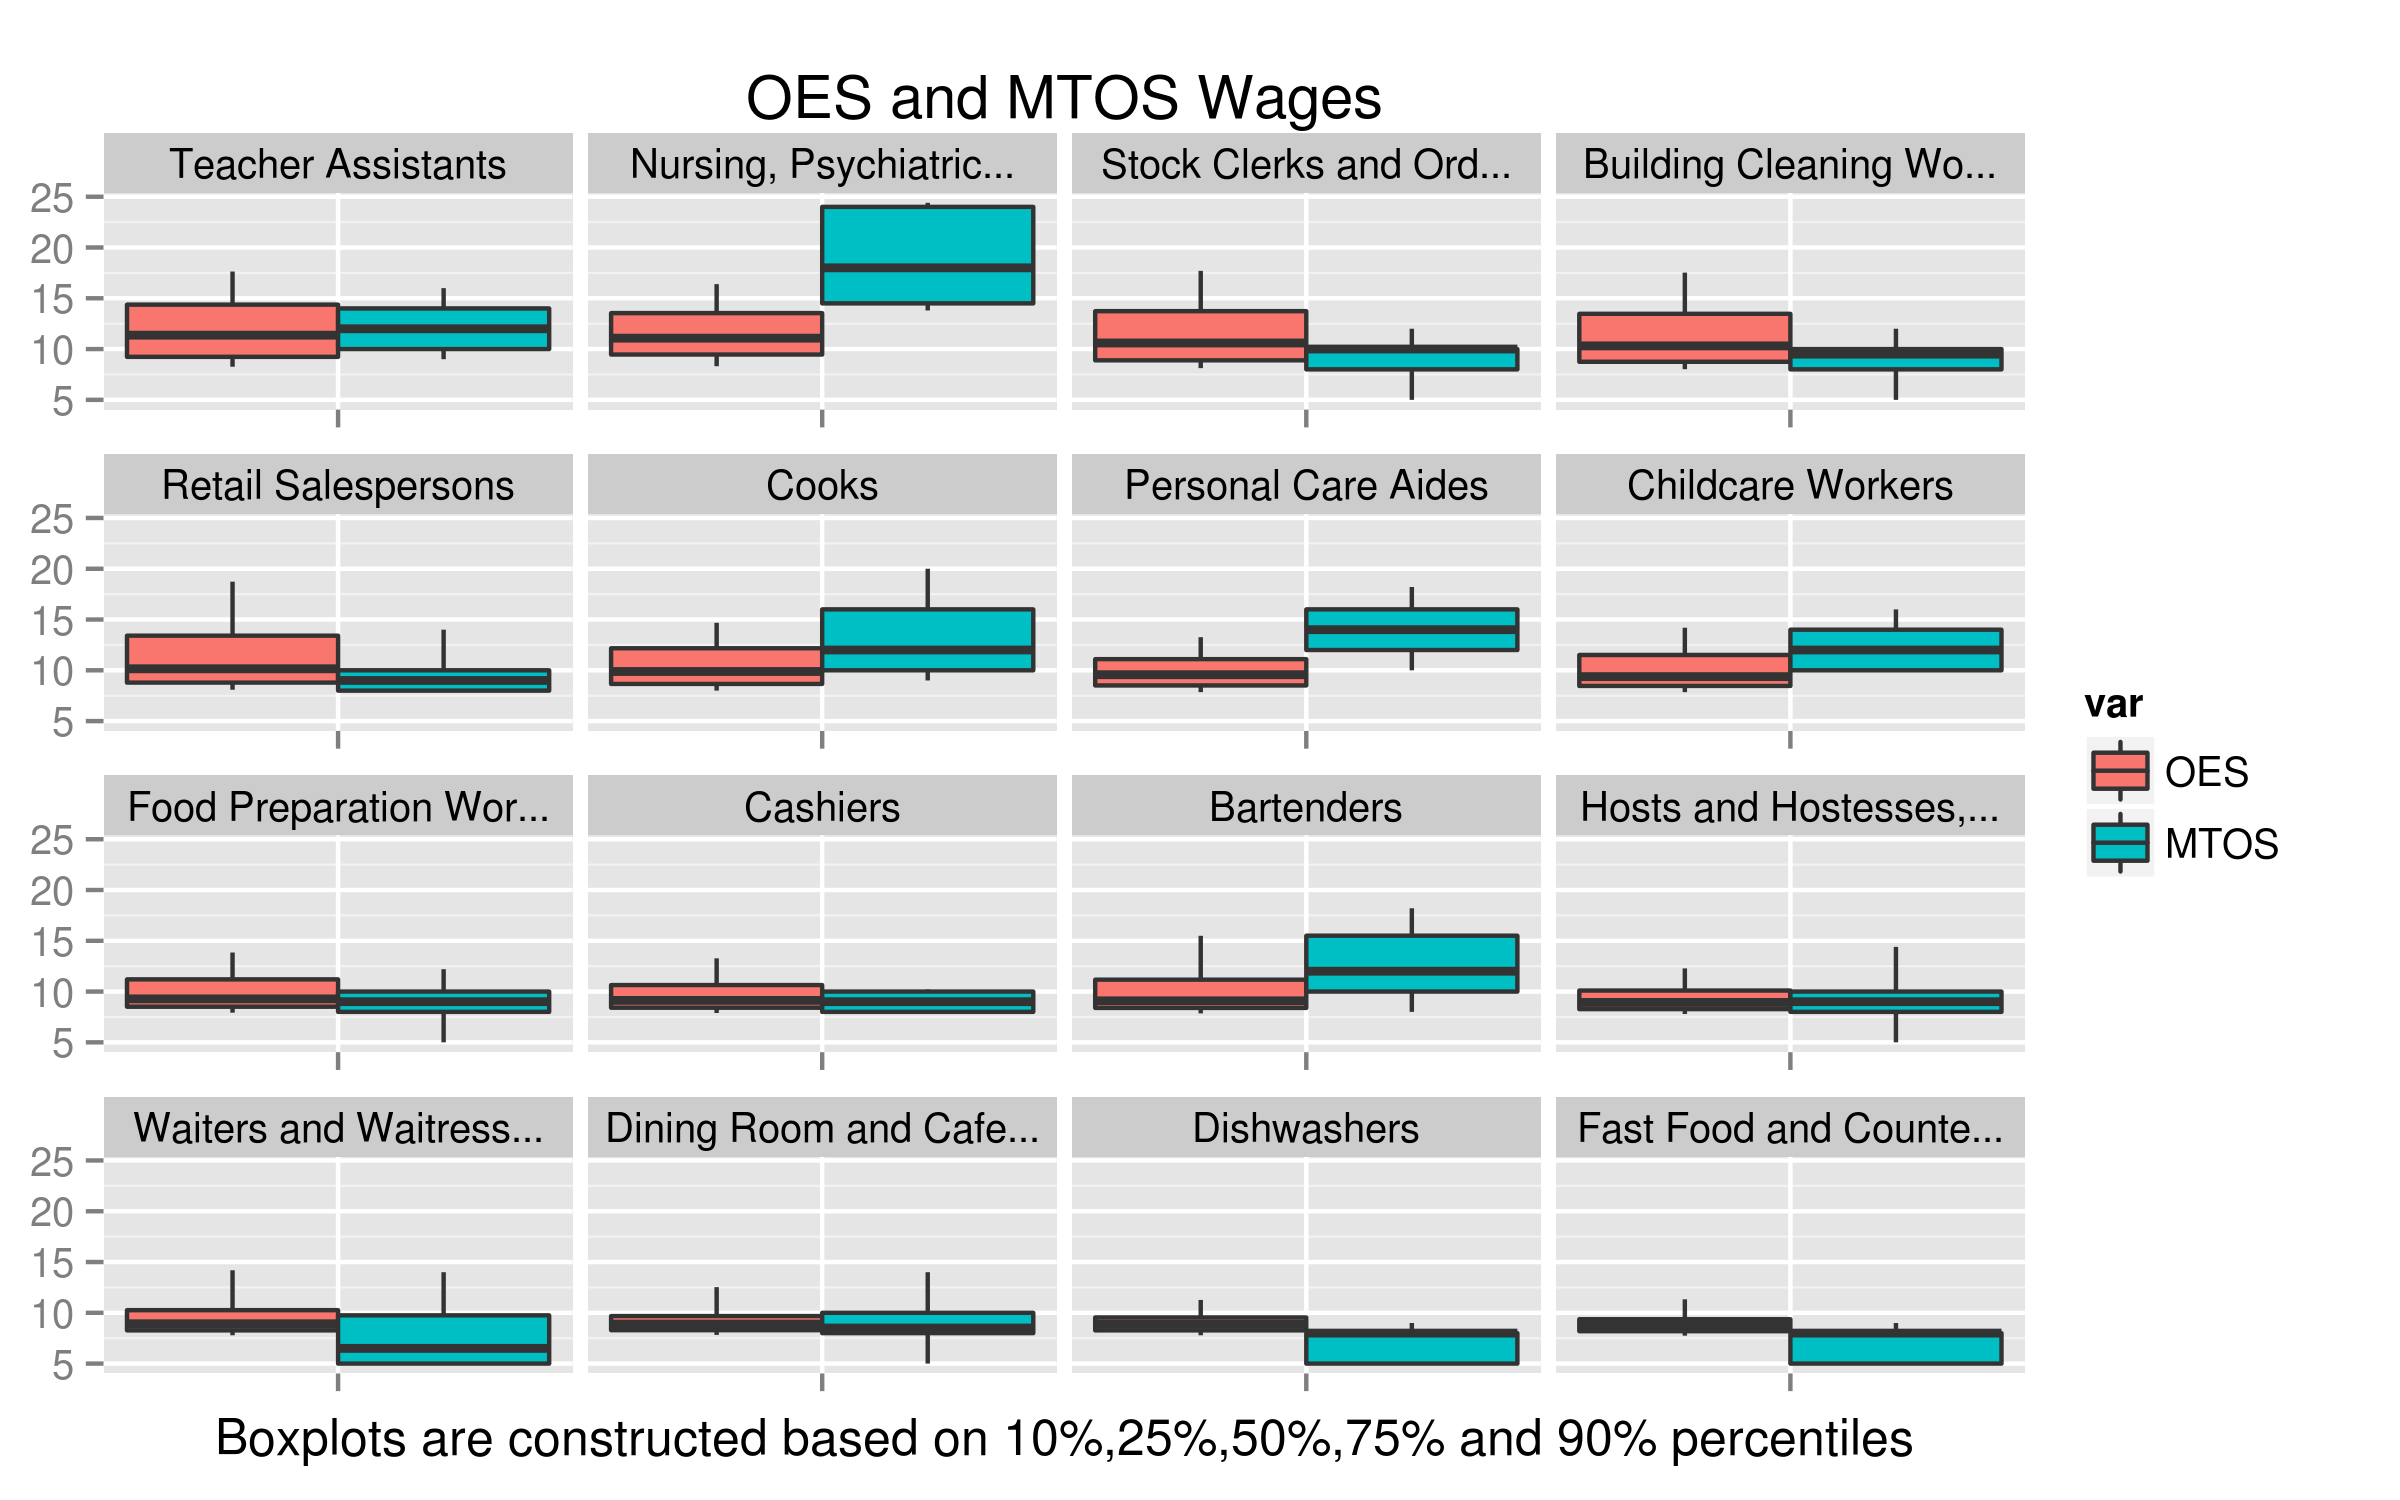 OES and MTOS Wages
Teacher Assistants
Nursing, Psychiatric...
Stock Clerks and Ord...
Building Cleaning Wo...
25
20
15
10
5
Retail Salespersons
Cooks
Personal Care Aides
Childcare Workers
25
20
15
10
5
Food Preparation Wor...
Cashiers
Bartenders
Hosts and Hostesses,...
25
20
15
10
5
Waiters and Waitress...
Dining Room and Cafe...
Dishwashers
Fast Food and Counte...
25
20
15
10
5
Boxplots are constructed based on 10%,25%,50%,75% and 90% percentiles
var
OES
MTOS